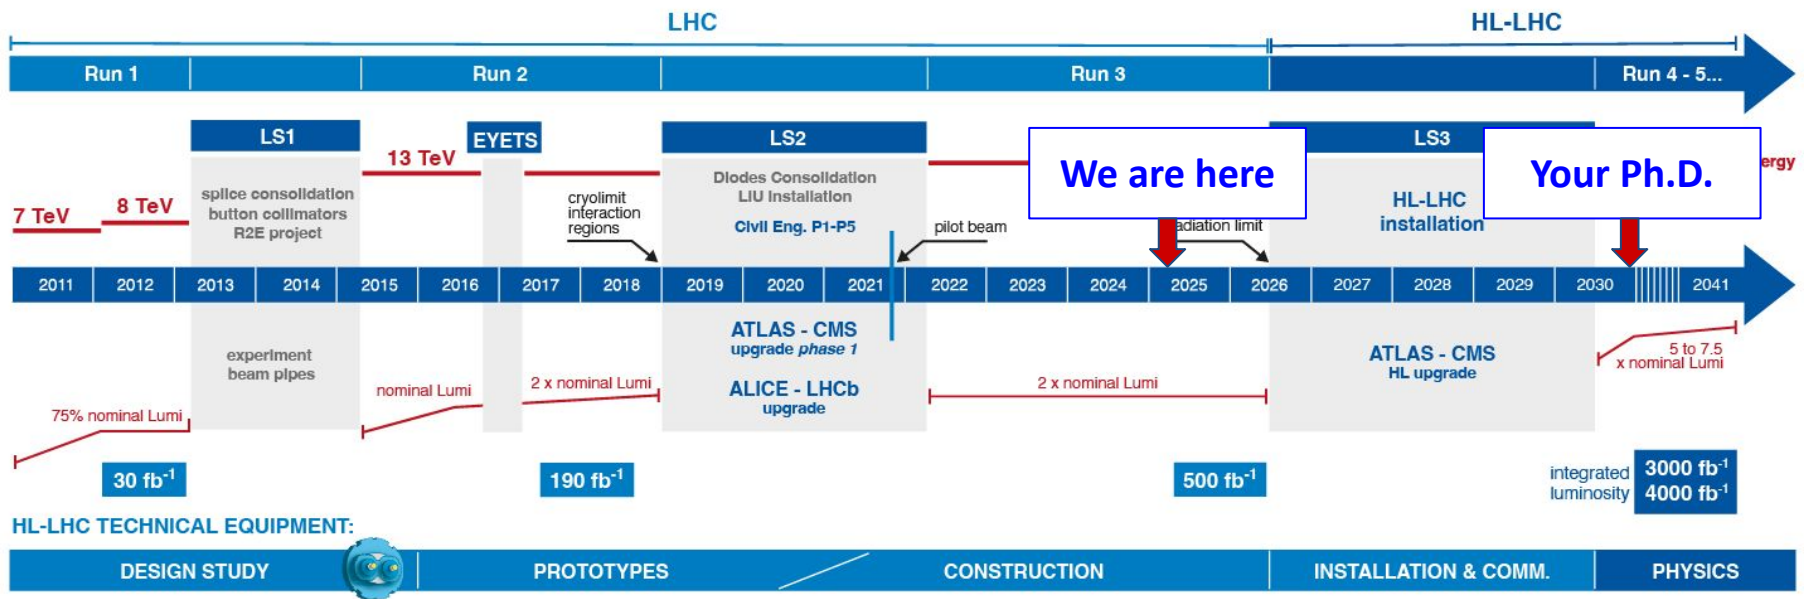 LHC
HL-LHC
Run 1
Run 2
Run 3
Run 4 - 5...
LS1
EYETS
LS2
LS3
We are here
Your Ph.D.
7 TeV
8 TeV
13 TeV
ergy
splice consolidation
button collimators
R2E project
cryolimit
interaction
regions
Diodes Consolidation
LIU Installation
Civil Eng. P1-P5
pilot beam
adiation limit
HL-LHC
installation
2011
2012
2013
2014
2015
2016
2017
2018
2019
2020
2021
2022
2023
2024
2025
2026
2027
2028
2029
2030
2041
experiment
beam pipes
ATLAS - CMS
upgrade phase 1
ALICE - LHCb
upgrade
ATLAS - CMS
HL upgrade
75% nominal Lumi
nominal Lumi
2 x nominal Lumi
2 x nominal Lumi
5 to 7.5
x nominal Lumi
30 fb⁻¹
190 fb⁻¹
500 fb⁻¹
integrated
luminosity
3000 fb⁻¹
4000 fb⁻¹
HL-LHC TECHNICAL EQUIPMENT:
DESIGN STUDY
PROTOTYPES
CONSTRUCTION
INSTALLATION & COMM.
PHYSICS